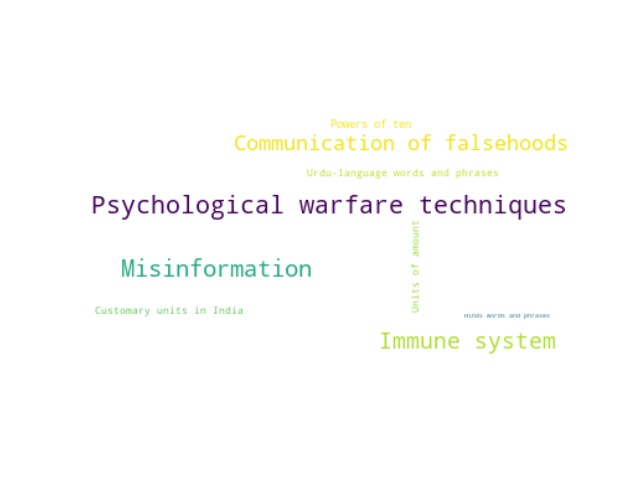 Powers of ten
Communication of falsehoods
Urdu-language words and phrases
Psychological warfare techniques
Units of amount
Misinformation
Customary units in India
Hindi words and phrases
Immune system